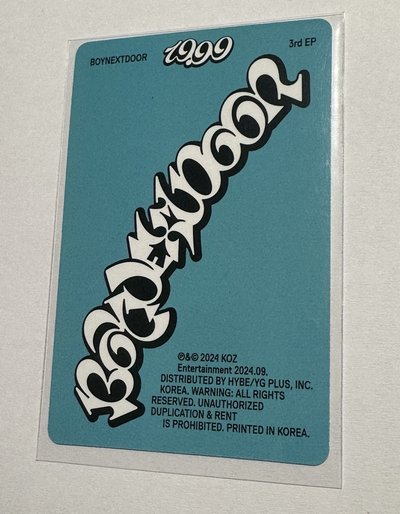 BOYNEXTDOOR 19.99 3rd EP
BOYNEXTDOOR
℗&© 2024 KOZ
Entertainment 2024.09.
DISTRIBUTED BY HYBE/YG PLUS, INC.
KOREA. WARNING: ALL RIGHTS
RESERVED. UNAUTHORIZED
DUPLICATION & RENT
IS PROHIBITED. PRINTED IN KOREA.